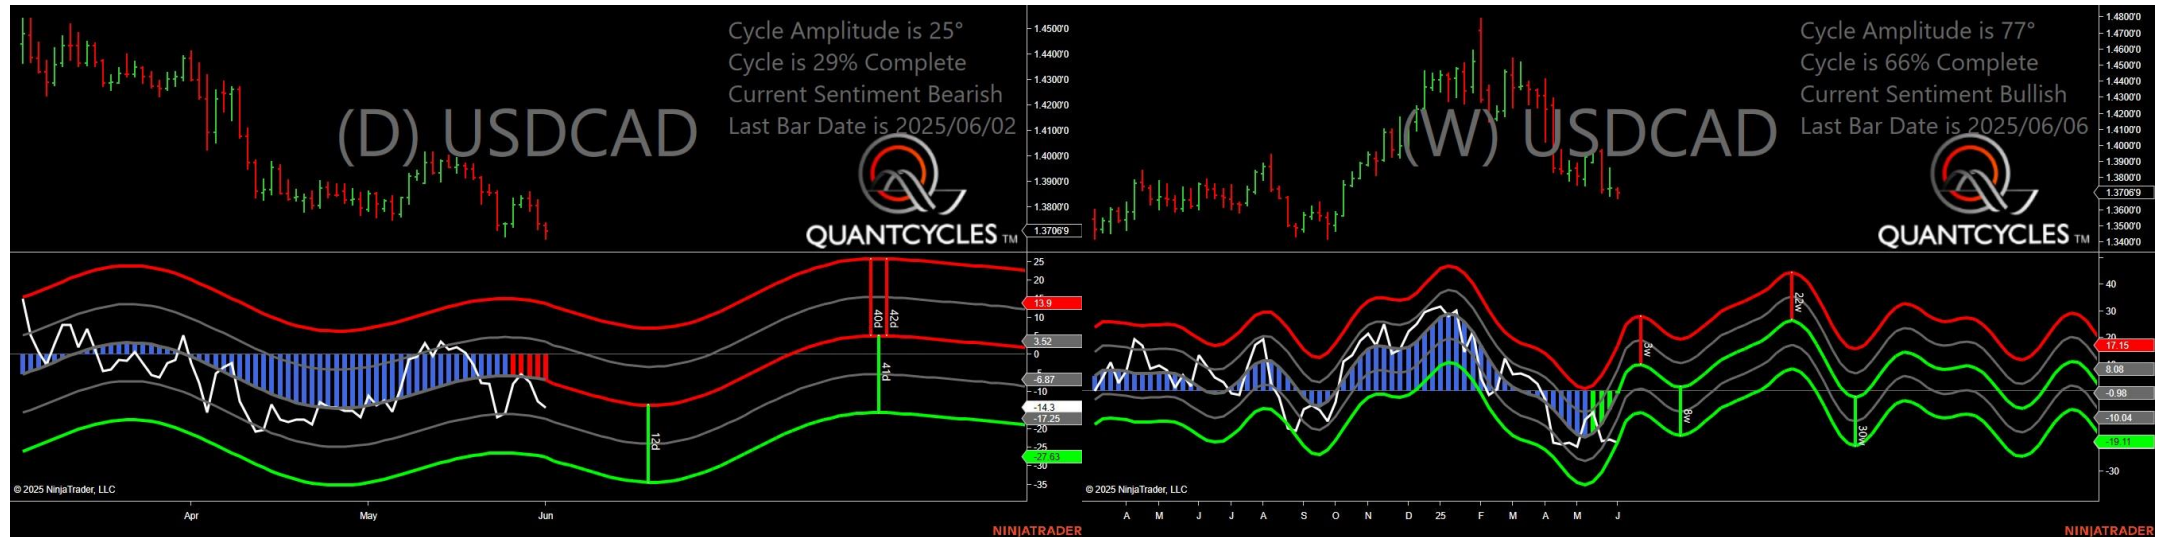 Cycle Amplitude is 25°
Cycle is 29% Complete
Current Sentiment Bearish
Last Bar Date is 2025/06/02
(D) USDCAD
QUANTCYCLES TM
1.4500'0
1.4400'0
1.4300'0
1.4200'0
1.4100'0
1.4000'0
1.3900'0
1.3800'0
1.3706'9
25
20
13.9
10
5
3.52
0
-6.87
-10
-14.3
-17.25
-20
-25
-27.63
-30
-35
40d
42d
41d
12d
© 2025 NinjaTrader, LLC
Apr May Jun
NINJATRADER
Cycle Amplitude is 77°
Cycle is 66% Complete
Current Sentiment Bullish
Last Bar Date is 2025/06/06
(W) USDCAD
QUANTCYCLES TM
1.4800'0
1.4700'0
1.4600'0
1.4500'0
1.4400'0
1.4300'0
1.4200'0
1.4100'0
1.4000'0
1.3900'0
1.3800'0
1.3706'9
1.3600'0
1.3500'0
1.3400'0
40
30
17.15
8.08
-0.98
-10.04
-19.11
-30
22w
8w
30w
© 2025 NinjaTrader, LLC
A M J J A S O N D 25 F M A M J
NINJATRADER